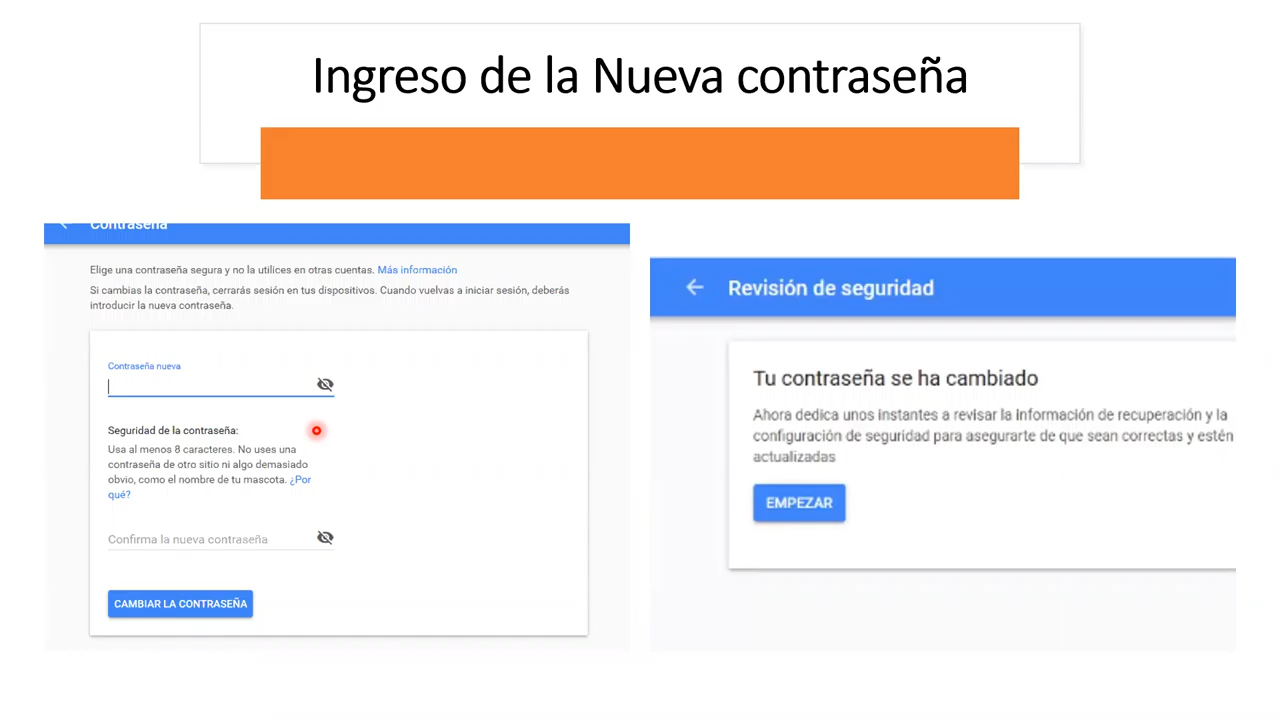 Ingreso de la Nueva contraseña
Contraseña
Elige una contraseña segura y no la utilices en otras cuentas. Más información
Si cambias la contraseña, cerrarás sesión en tus dispositivos. Cuando vuelvas a iniciar sesión, deberás
introducir la nueva contraseña.
Contraseña nueva
Seguridad de la contraseña:
Usa al menos 8 caracteres. No uses una
contraseña de otro sitio ni algo demasiado
obvio, como el nombre de tu mascota. ¿Por
qué?
Confirma la nueva contraseña
CAMBIAR LA CONTRASEÑA
Revisión de seguridad
Tu contraseña se ha cambiado
Ahora dedica unos instantes a revisar la información de recuperación y la
configuración de seguridad para asegurarte de que sean correctas y estén
actualizadas
EMPEZAR